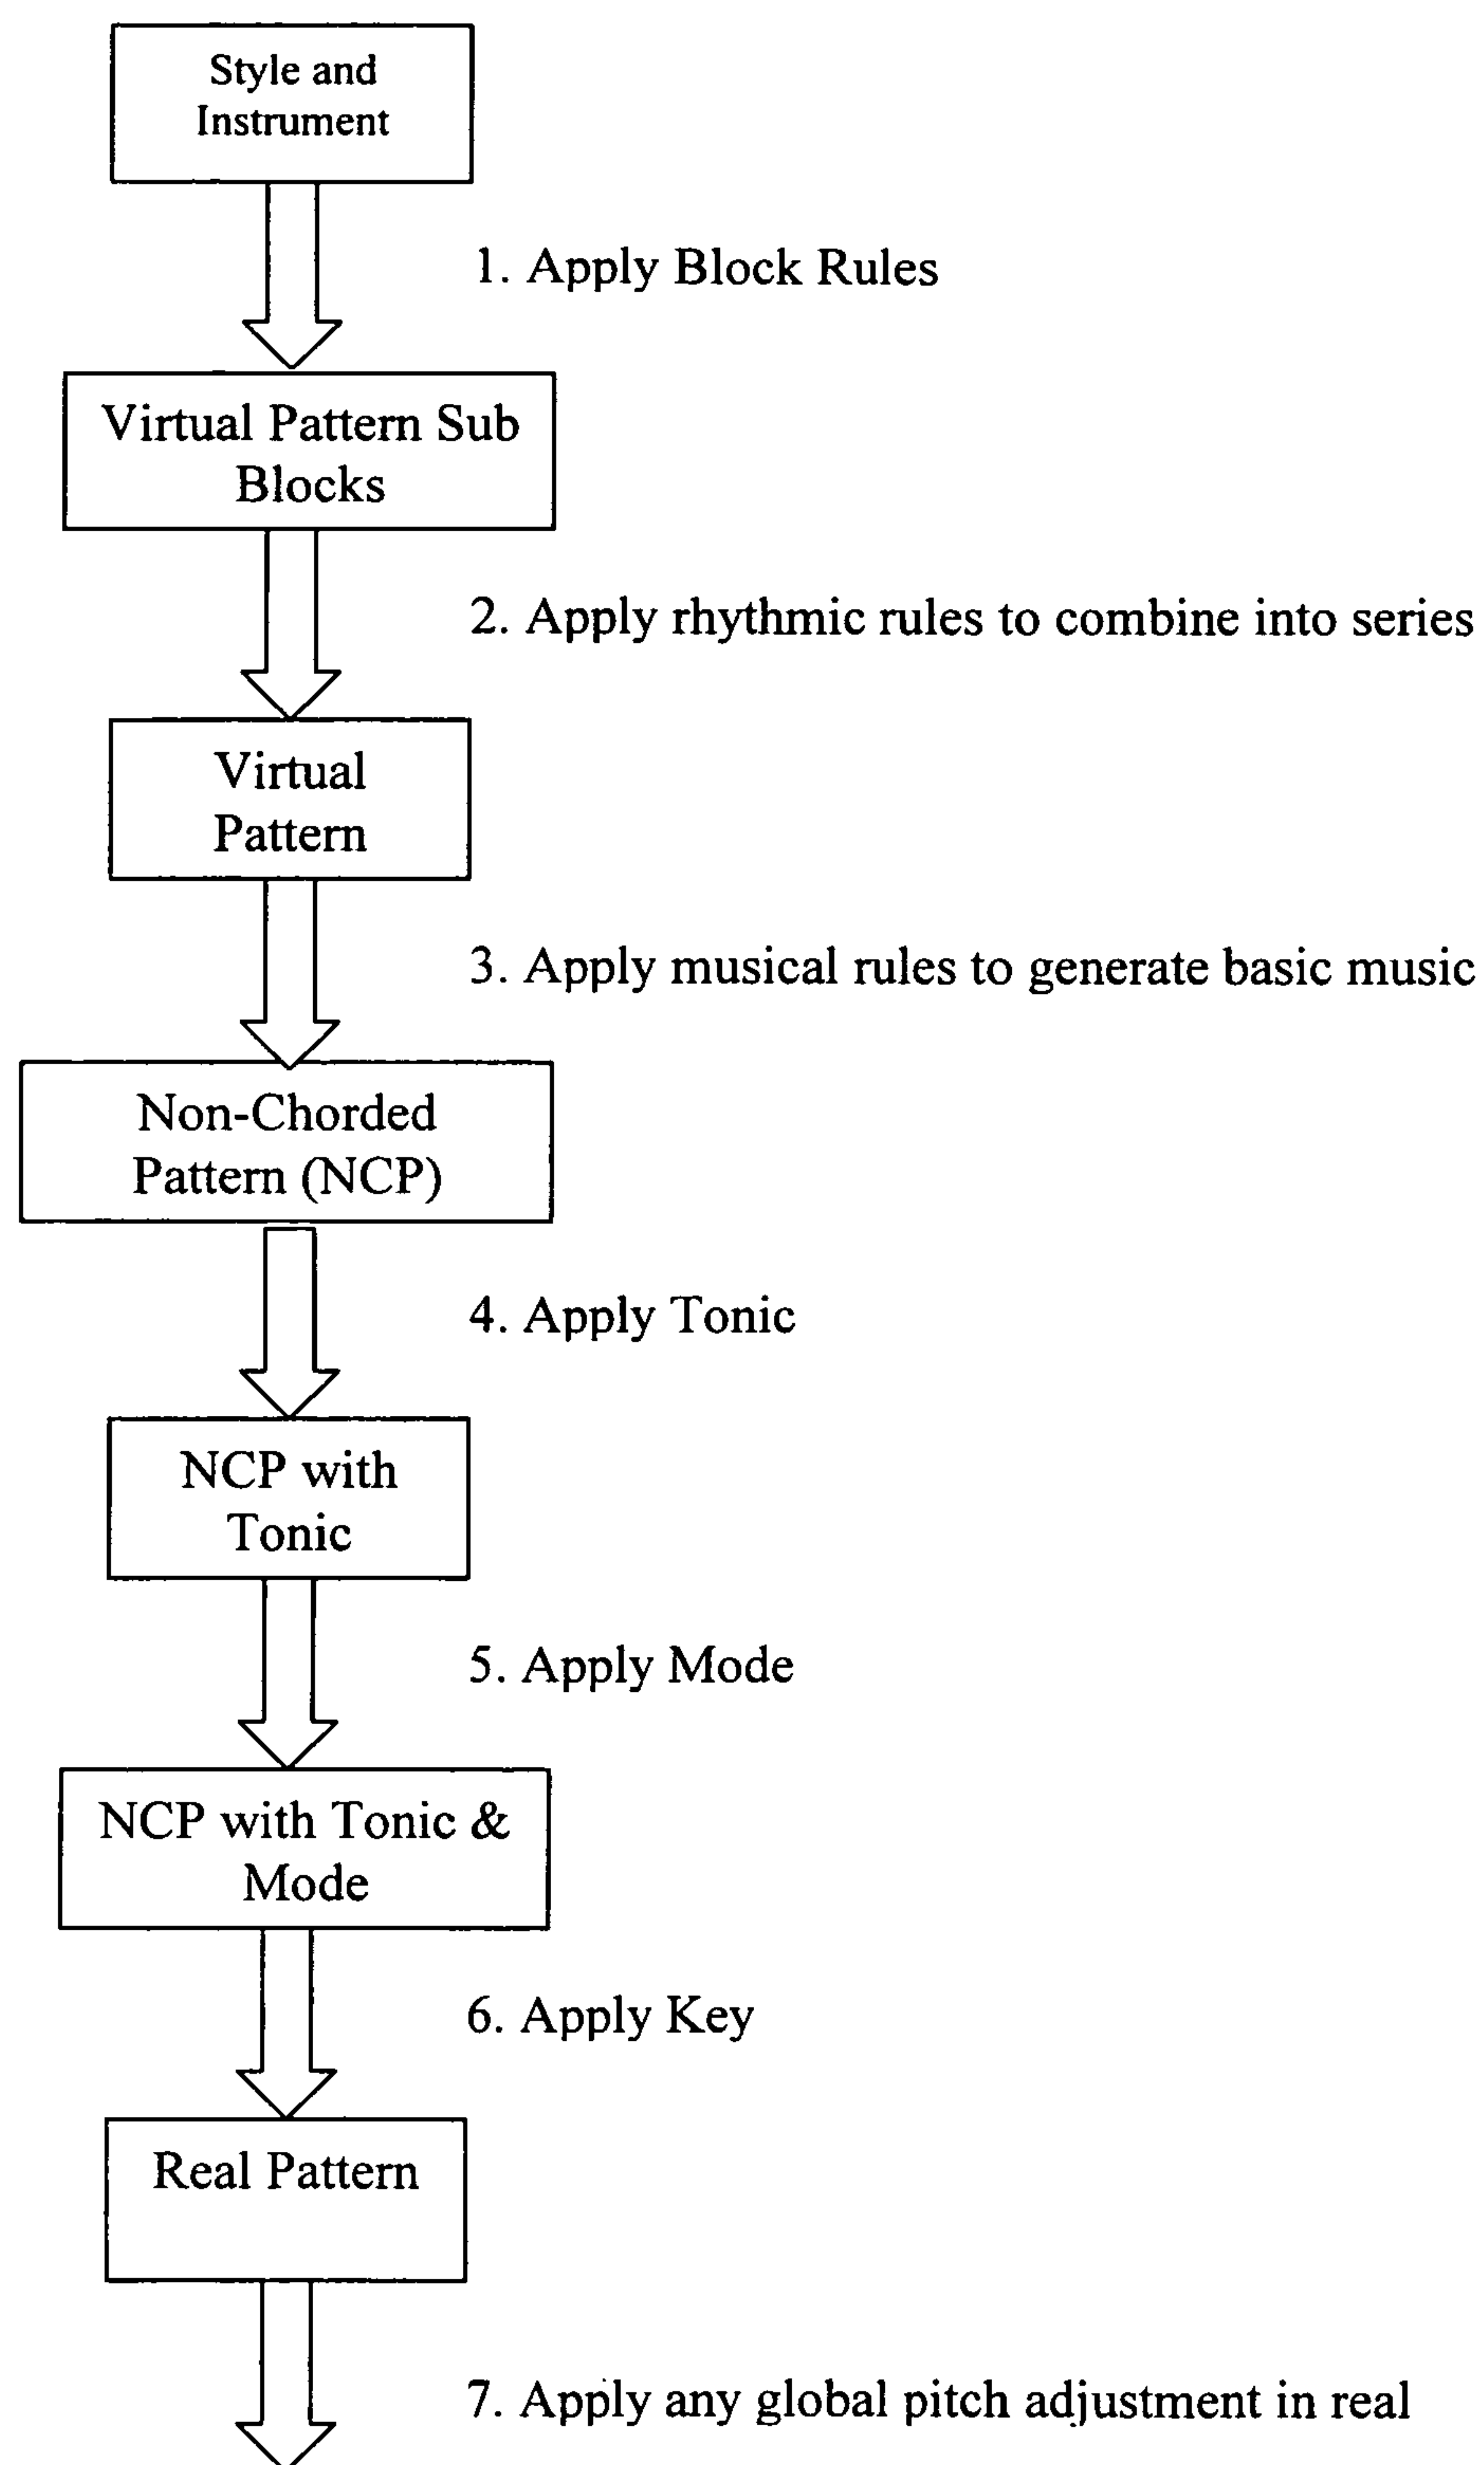 Style and
Instrument
1. Apply Block Rules
Virtual Pattern Sub
Blocks
2. Apply rhythmic rules to combine into series
Virtual
Pattern
3. Apply musical rules to generate basic music
Non-Chorded
Pattern (NCP)
4. Apply Tonic
NCP with
Tonic
5. Apply Mode
NCP with Tonic &
Mode
6. Apply Key
Real Pattern
7. Apply any global pitch adjustment in real